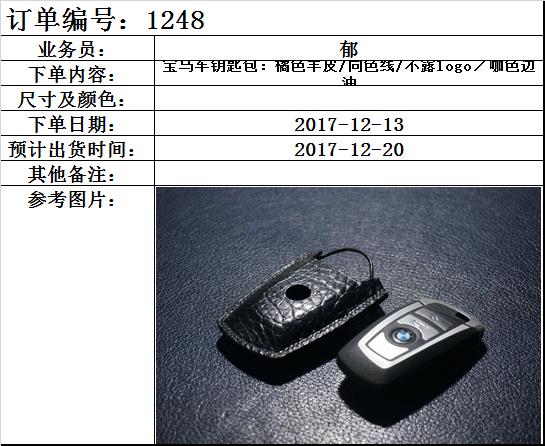 订单编号：1248
业务员：
郁
下单内容：
宝马车钥匙包：橘色羊皮/同色线/不露logo／咖色边
油
尺寸及颜色：
下单日期：
2017-12-13
预计出货时间：
2017-12-20
其他备注：
参考图片：